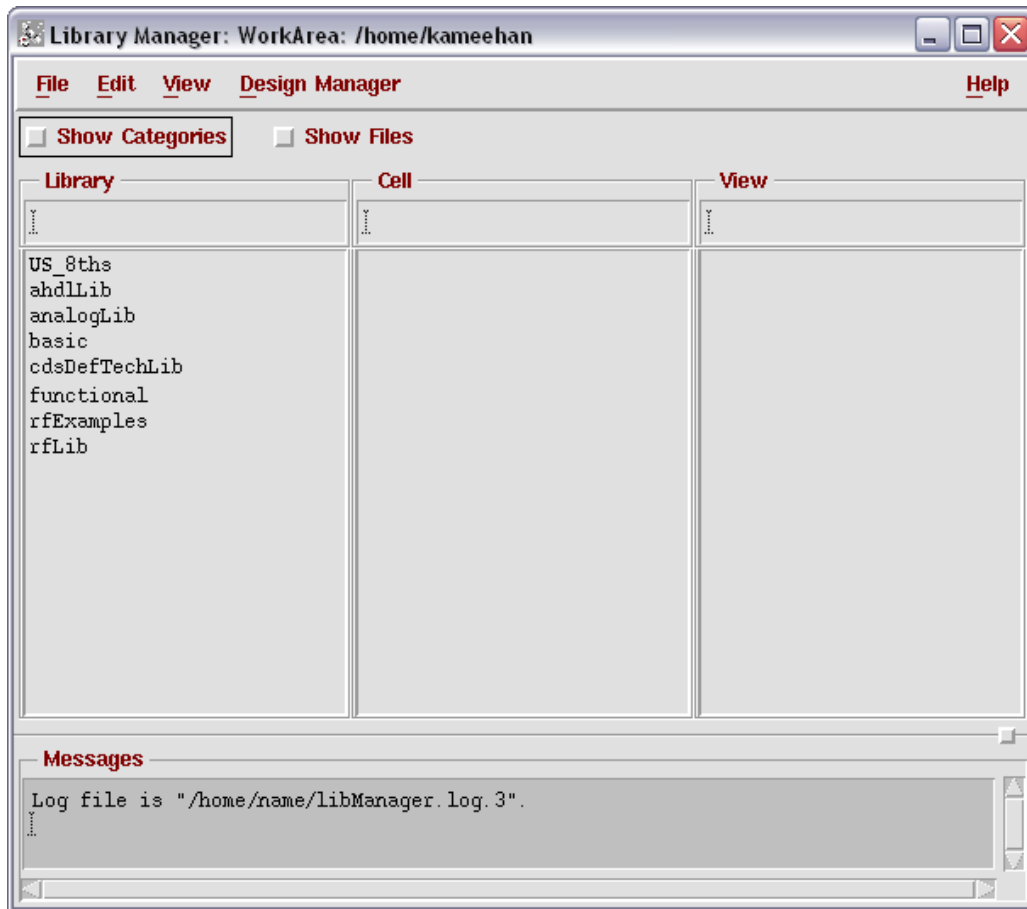 Library Manager: WorkArea: /home/kameehan
File Edit View Design Manager Help
Show Categories Show Files
Library Cell View
US_8ths
ahdlLib
analogLib
basic
cdsDefTechLib
functional
rfExamples
rfLib
Messages
Log file is "/home/name/libManager.log.3".